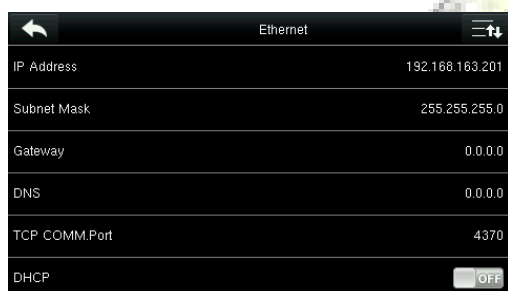 Ethernet
IP Address 192.168.163.201
Subnet Mask 255.255.255.0
Gateway 0.0.0.0
DNS 0.0.0.0
TCP COMM.Port 4370
DHCP OFF